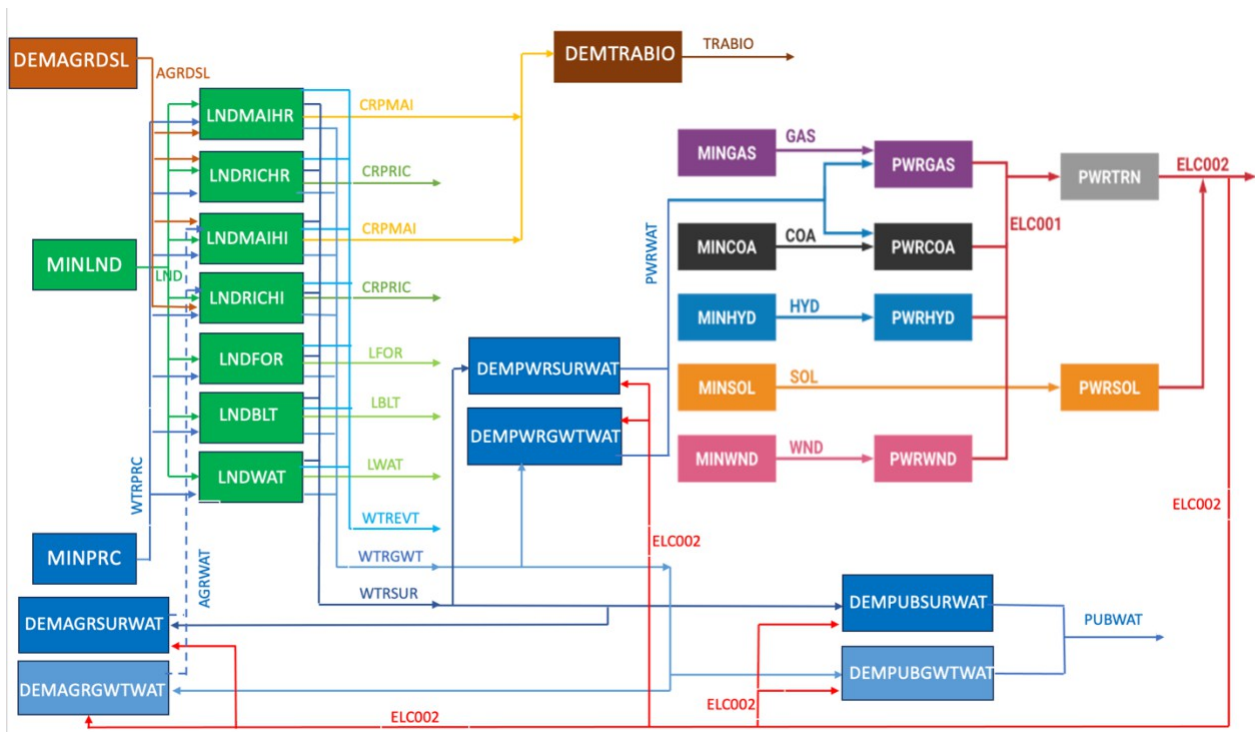 DEMAGRDSL
AGRDSL
DEMTRABIO
TRABIO
LNDMAIHR
CRPMAI
LNDRICHR
CRPRIC
LNDMAIHI
CRPMAI
MINLND
LND
LNDRICHI
CRPRIC
LNDFOR
LFOR
LNDBLT
LBLT
LNDWAT
LWAT
WTRPRC
MINPRC
WTREVT
WTRGWT
WTRSUR
AGRWAT
DEMAGRSURWAT
DEMAGRGWTWAT
ELC002
DEMPWRSURWAT
DEMPWRGWTWAT
PWRWAT
ELC002
MINGAS
GAS
PWRGAS
PWRTRN
ELC002
ELC001
MINCOA
COA
PWRCOA
MINHYD
HYD
PWRHYD
MINSOL
SOL
PWRSOL
MINWND
WND
PWRWND
ELC002
DEMPUBSURWAT
PUBWAT
DEMPUBGWTWAT
ELC002